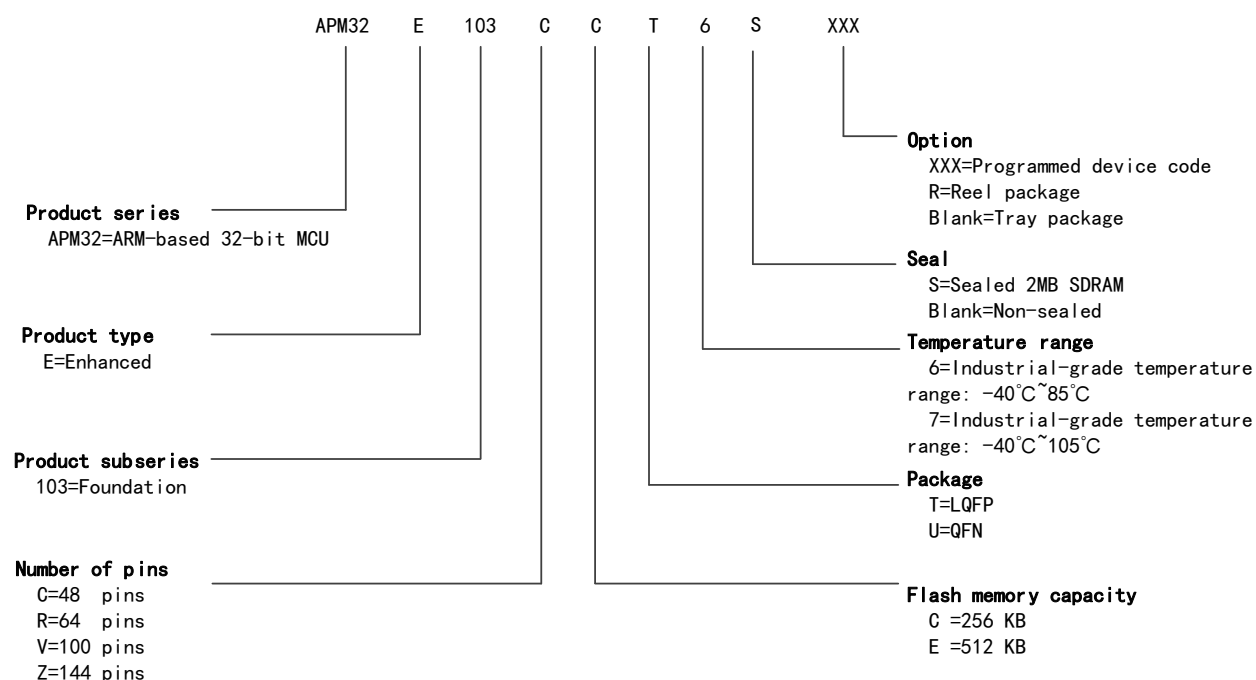 APM32 E 103 C C T 6 S XXX
Product series
APM32=ARM-based 32-bit MCU
Product type
E=Enhanced
Product subseries
103=Foundation
Number of pins
C=48 pins
R=64 pins
V=100 pins
Z=144 pins
Option
XXX=Programmed device code
R=Reel package
Blank=Tray package
Seal
S=Sealed 2MB SDRAM
Blank=Non-sealed
Temperature range
6=Industrial-grade temperature
range: -40℃~85℃
7=Industrial-grade temperature
range: -40℃~105℃
Package
T=LQFP
U=QFN
Flash memory capacity
C =256 KB
E =512 KB